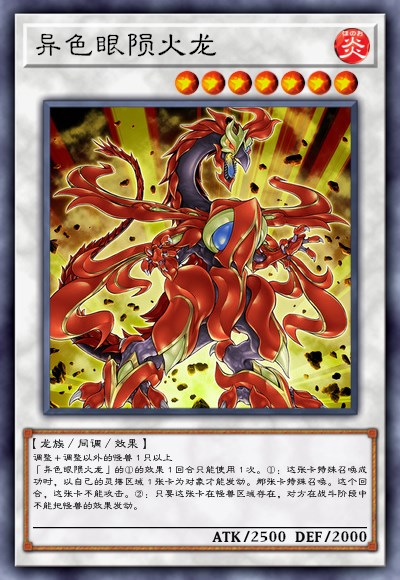 异色眼陨火龙
ほのお
炎
【龙族／同调／效果】
调整＋调整以外的怪兽1只以上
「异色眼陨火龙」的①的效果1回合只能使用1次。①：这张卡特殊召唤成
功时，以自己的灵摆区域1张卡为对象才能发动。那张卡特殊召唤。这个回
合，这张卡不能攻击。②：只要这张卡在怪兽区域存在，对方在战斗阶段中
不能把怪兽的效果发动。
ATK/2500 DEF/2000